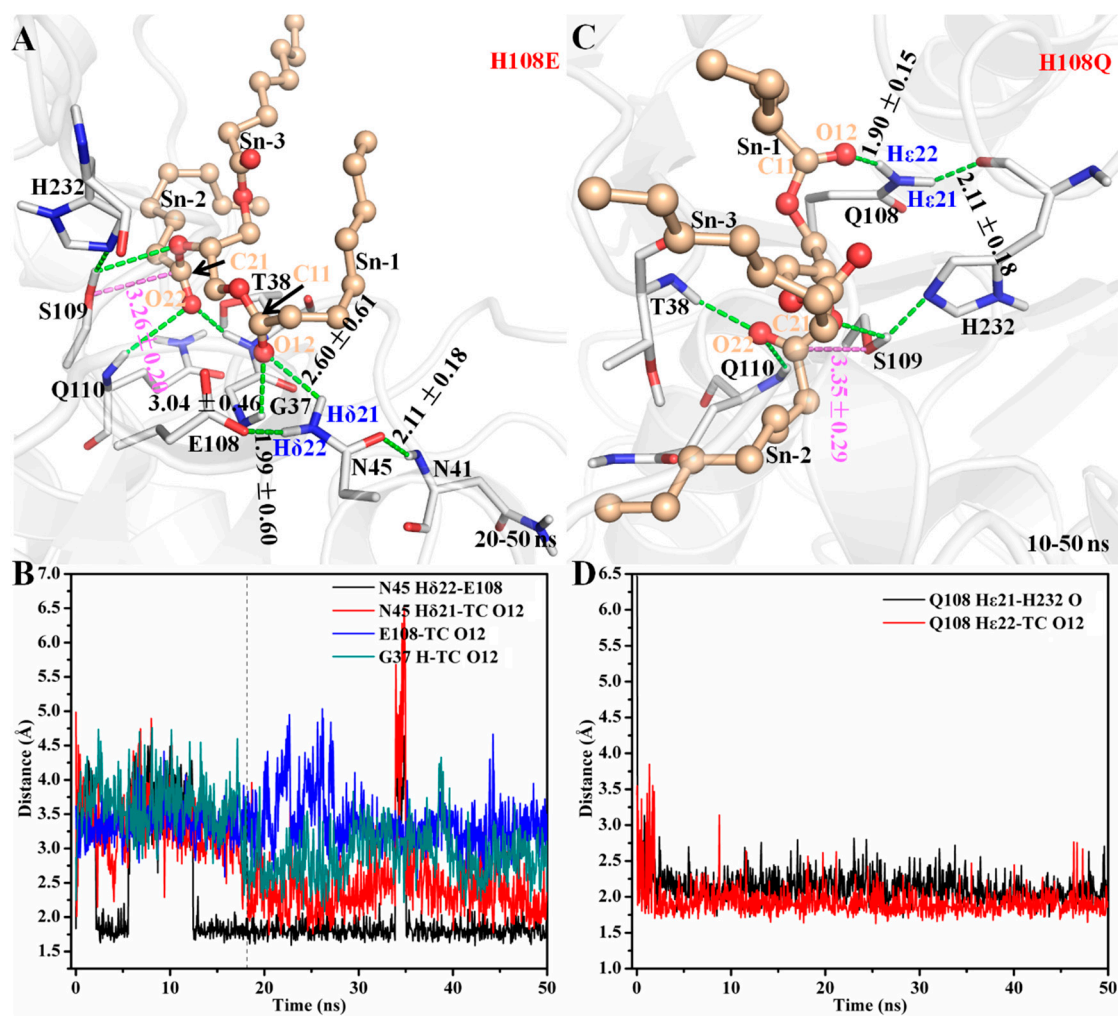 A
H108E
Sn-3
Sn-2
H232
Sn-1
C21
C11
T38
S109
O22
3.26±0.29
O12
2.60±0.61
Q110
3.04±0.46
G37
Hδ21
2.11±0.18
E108
Hδ22
1.99±0.60
N45
N41
20-50 ns
C
H108Q
1.90±0.15
O12
Sn-1
C11
Hε22
Hε21
Q108
2.11±0.18
Sn-3
T38
H232
C21
O22
S109
Q110
3.35±0.29
Sn-2
10-50 ns
B
N45 Hδ22-E108
N45 Hδ21-TC O12
E108-TC O12
G37 H-TC O12
Distance (Å)
7.0
6.5
6.0
5.5
5.0
4.5
4.0
3.5
3.0
2.5
2.0
1.5
0 10 20 30 40 50
Time (ns)
D
Q108 Hε21-H232 O
Q108 Hε22-TC O12
Distance (Å)
6.5
6.0
5.5
5.0
4.5
4.0
3.5
3.0
2.5
2.0
1.5
1.0
0 10 20 30 40 50
Time (ns)